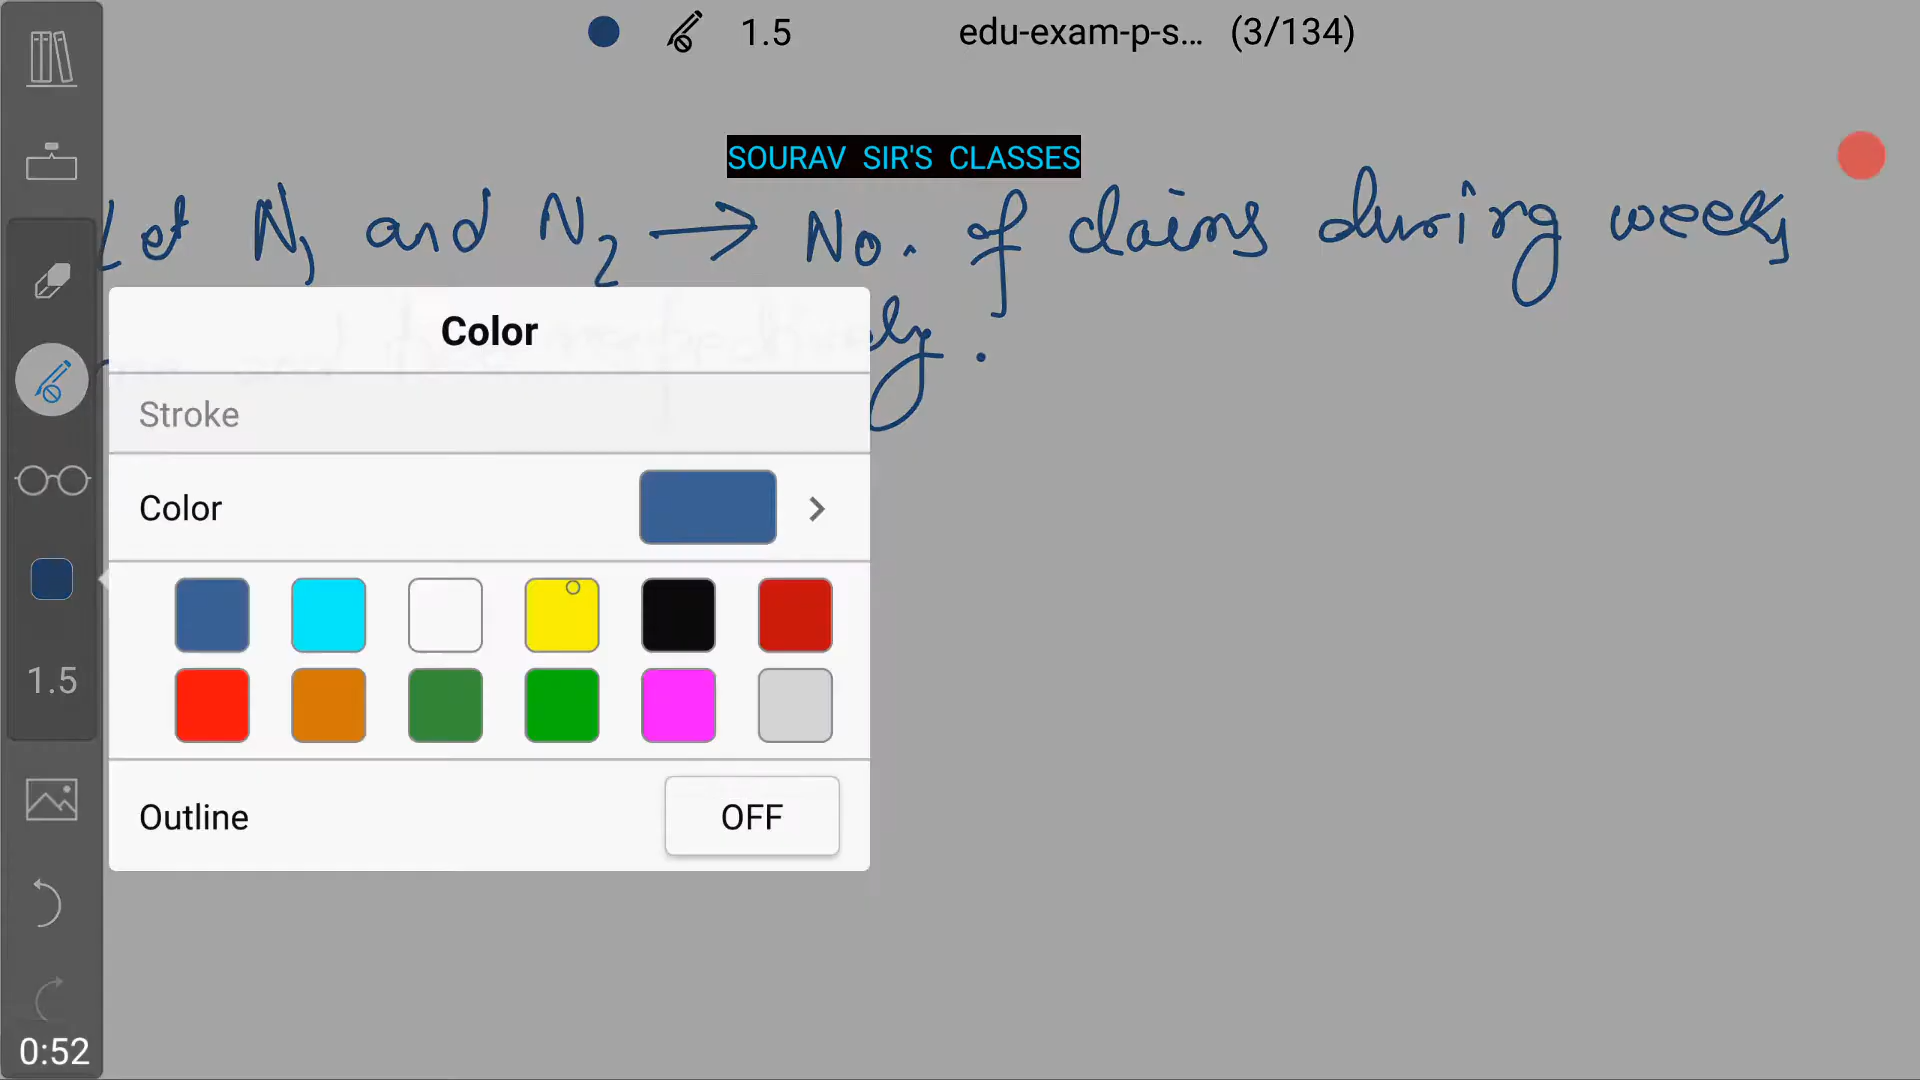 1.5 edu-exam-p-s... (3/134)
SOURAV SIR'S CLASSES
Let N1 and N2 → No. of claims during weeks
Color
Stroke
Color
1.5
Outline OFF
0:52